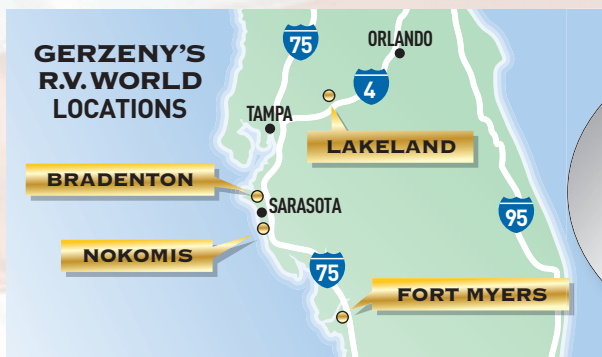 GERZENY'S
R.V. WORLD
LOCATIONS
75
ORLANDO
4
TAMPA
LAKELAND
BRADENTON
SARASOTA
95
NOKOMIS
75
FORT MYERS